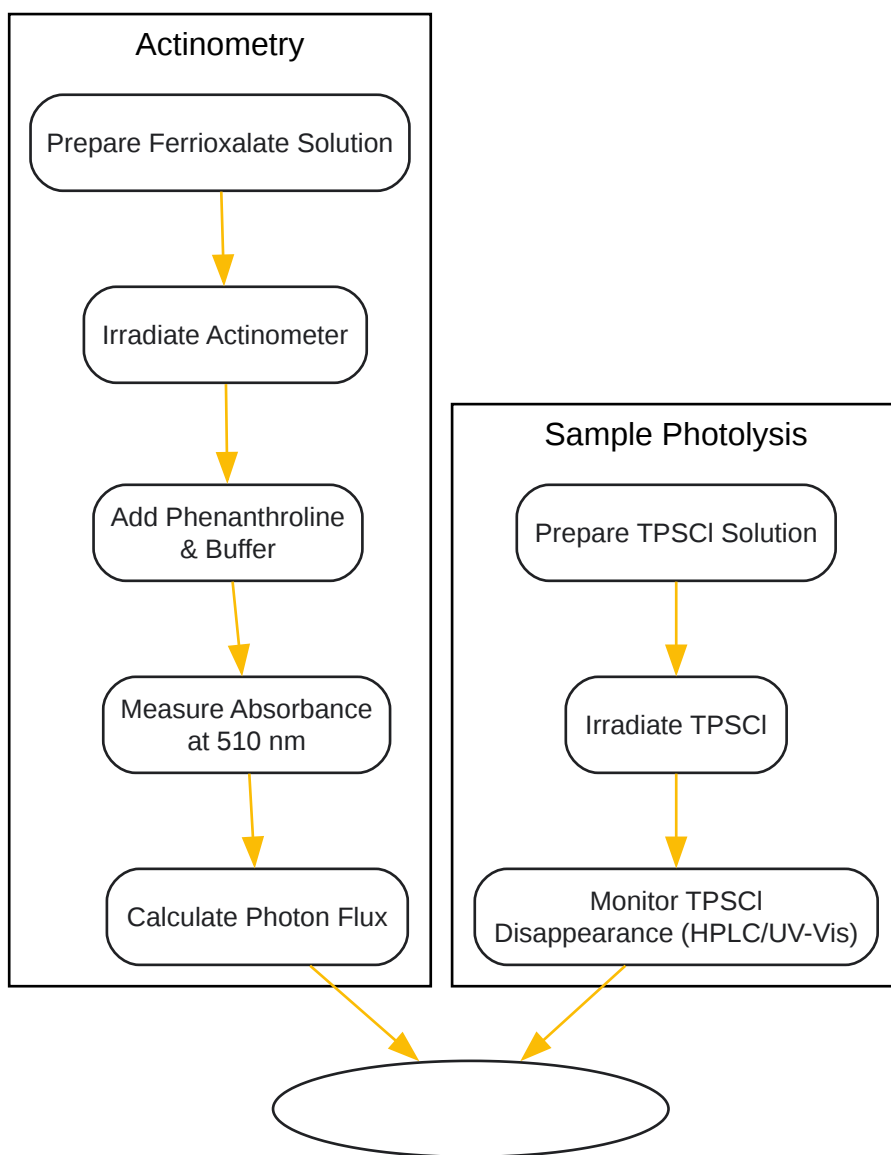 Actinometry
Prepare Ferrioxalate Solution
Irradiate Actinometer
Add Phenanthroline
& Buffer
Measure Absorbance
at 510 nm
Calculate Photon Flux
Sample Photolysis
Prepare TPSCl Solution
Irradiate TPSCl
Monitor TPSCl
Disappearance (HPLC/UV-Vis)